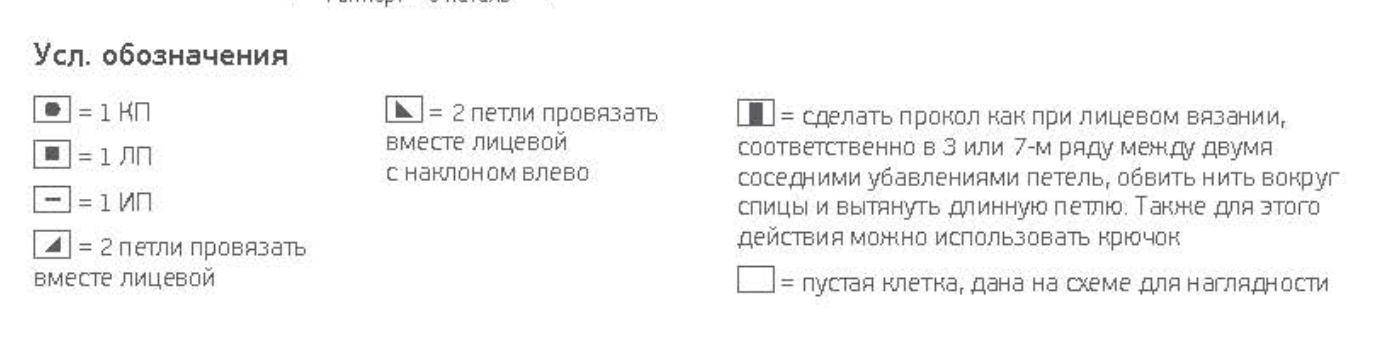 Усл. обозначения
= 1 КП
= 1 ЛП
= 1 ИП
= 2 петли провязать
вместе лицевой
= 2 петли провязать
вместе лицевой
с наклоном влево
= сделать прокол как при лицевом вязании,
соответственно в 3 или 7-м ряду между двумя
соседними убавлениями петель, обвить нить вокруг
спицы и вытянуть длинную петлю. Также для этого
действия можно использовать крючок
= пустая клетка, дана на схеме для наглядности